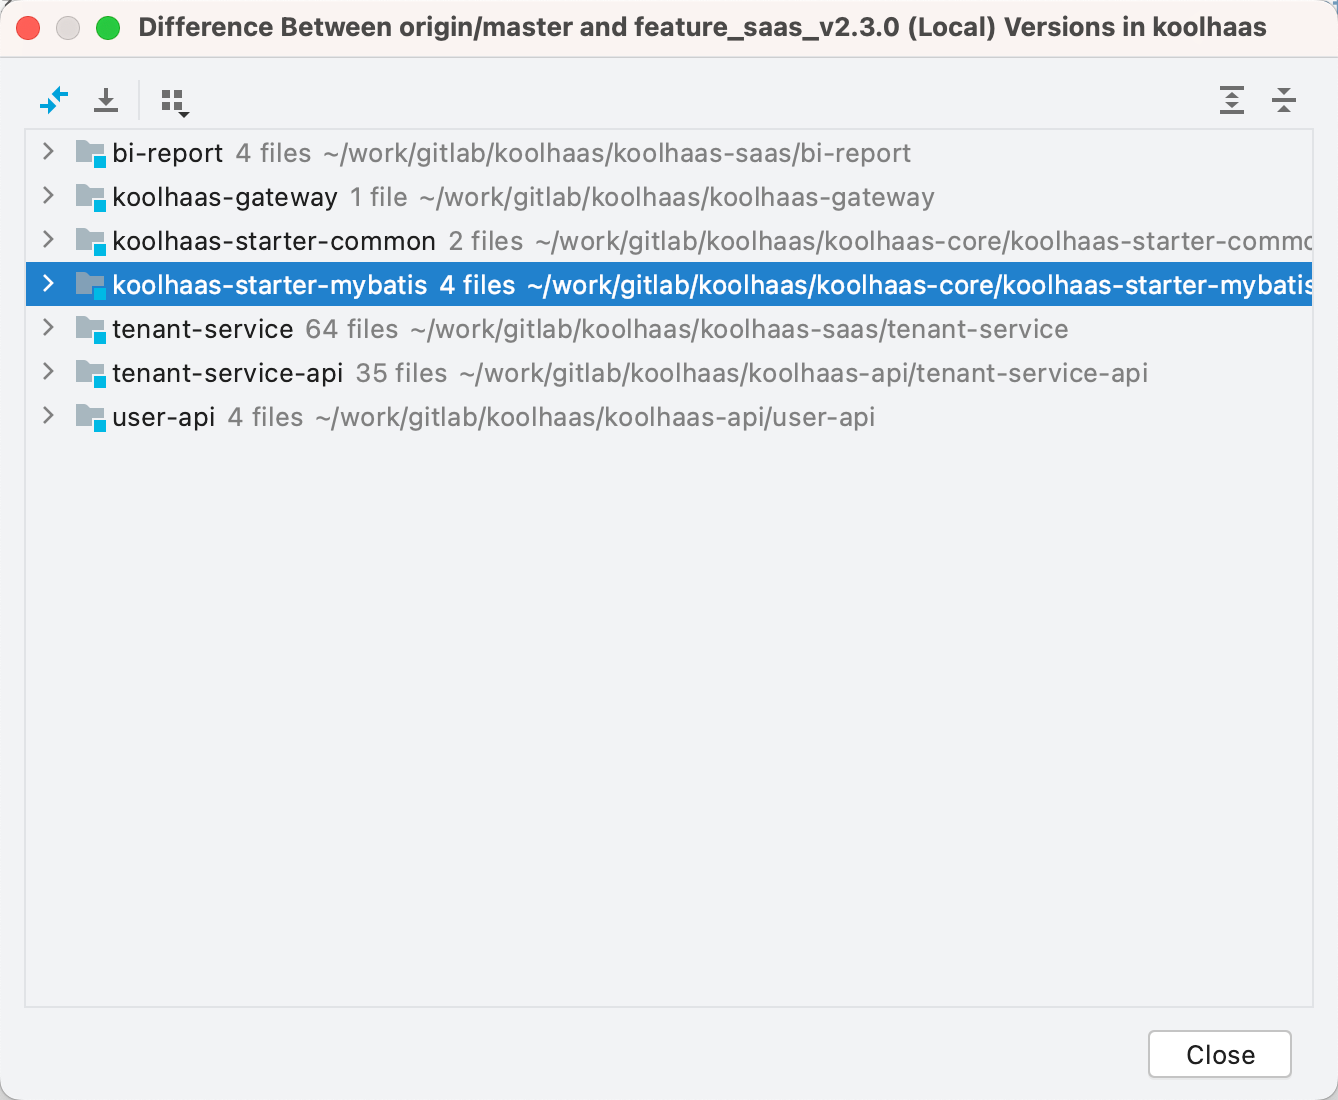 Difference Between origin/master and feature_saas_v2.3.0 (Local) Versions in koolhaas
bi-report 4 files ~/work/gitlab/koolhaas/koolhaas-saas/bi-report
koolhaas-gateway 1 file ~/work/gitlab/koolhaas/koolhaas-gateway
koolhaas-starter-common 2 files ~/work/gitlab/koolhaas/koolhaas-core/koolhaas-starter-commo
koolhaas-starter-mybatis 4 files ~/work/gitlab/koolhaas/koolhaas-core/koolhaas-starter-mybatis
tenant-service 64 files ~/work/gitlab/koolhaas/koolhaas-saas/tenant-service
tenant-service-api 35 files ~/work/gitlab/koolhaas/koolhaas-api/tenant-service-api
user-api 4 files ~/work/gitlab/koolhaas/koolhaas-api/user-api
Close